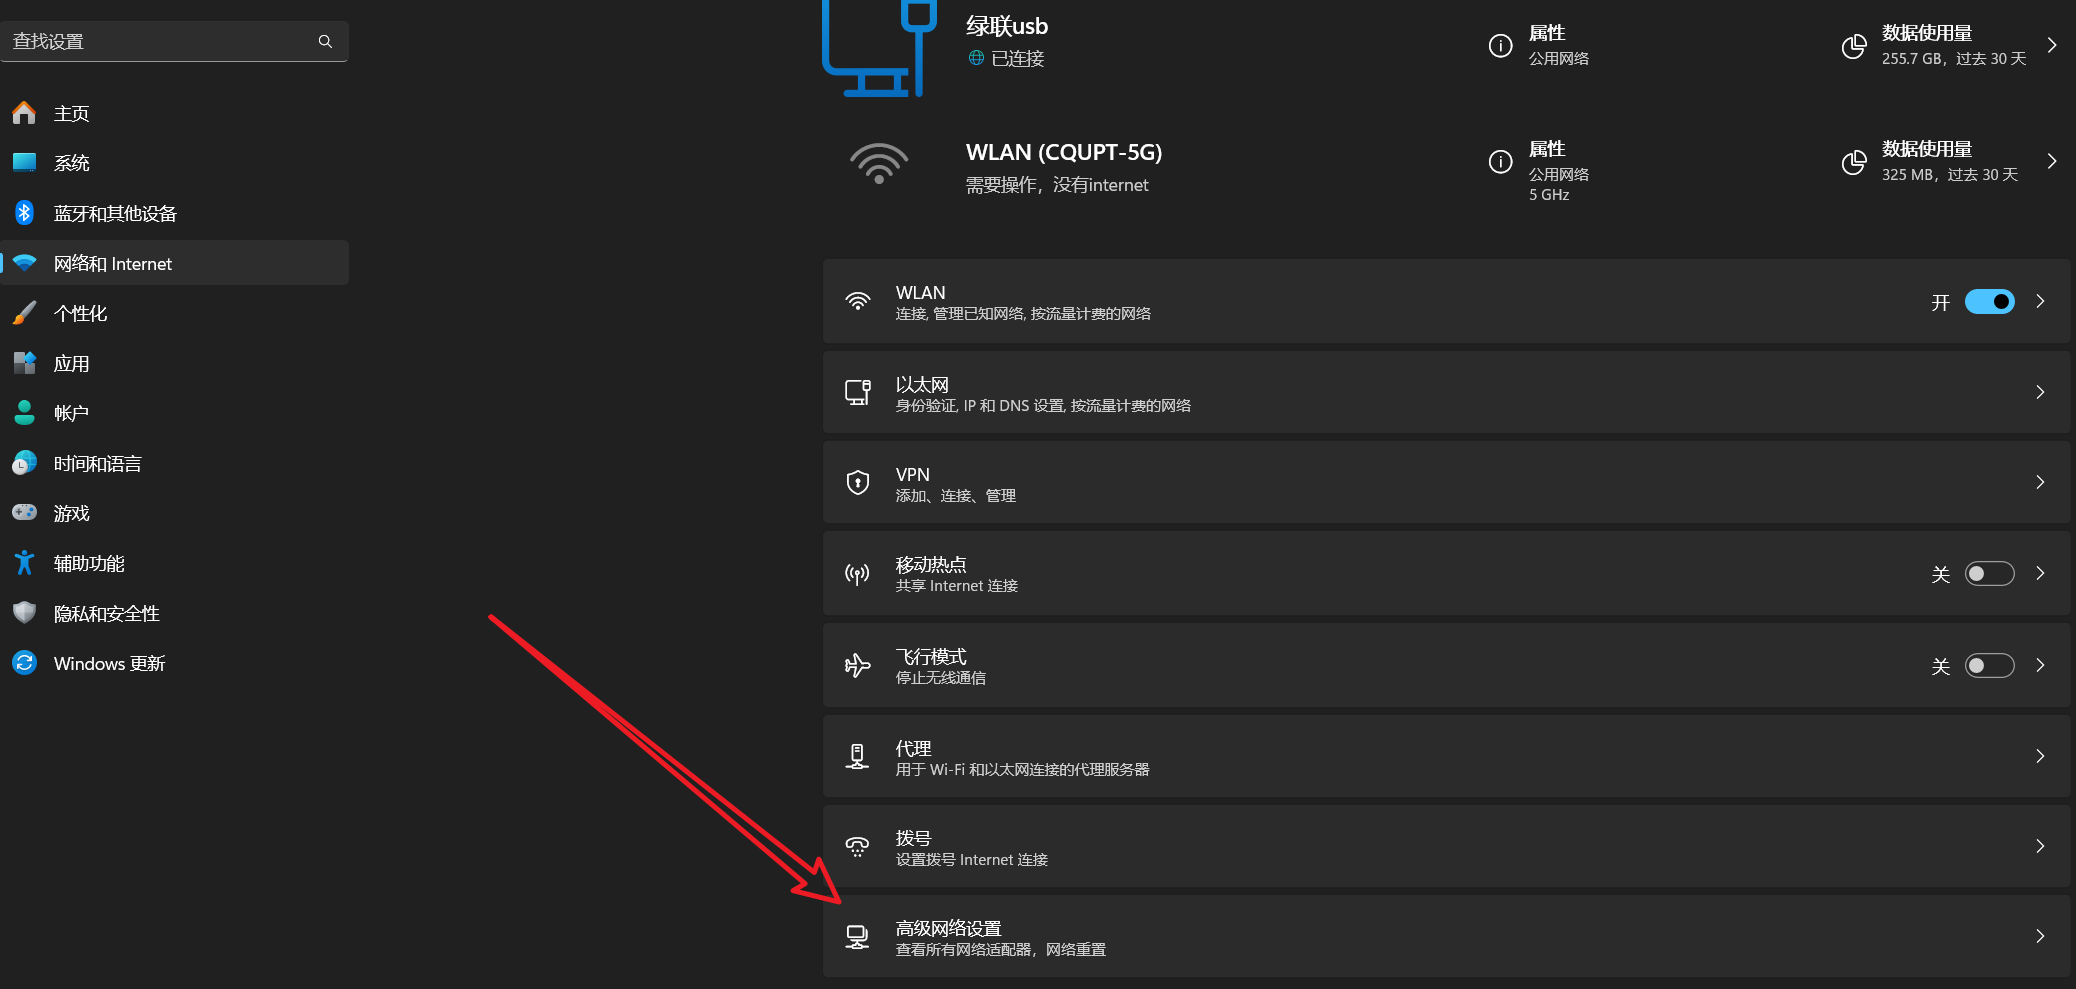 查找设置
主页
系统
蓝牙和其他设备
网络和 Internet
个性化
应用
帐户
时间和语言
游戏
辅助功能
隐私和安全性
Windows 更新
绿联usb
已连接
属性
公用网络
数据使用量
255.7 GB，过去 30 天
WLAN (CQUPT-5G)
需要操作，没有internet
属性
公用网络
5 GHz
数据使用量
325 MB，过去 30 天
WLAN
连接, 管理已知网络, 按流量计费的网络
开
以太网
身份验证, IP 和 DNS 设置, 按流量计费的网络
VPN
添加、连接、管理
移动热点
共享 Internet 连接
关
飞行模式
停止无线通信
关
代理
用于 Wi-Fi 和以太网连接的代理服务器
拨号
设置拨号 Internet 连接
高级网络设置
查看所有网络适配器，网络重置